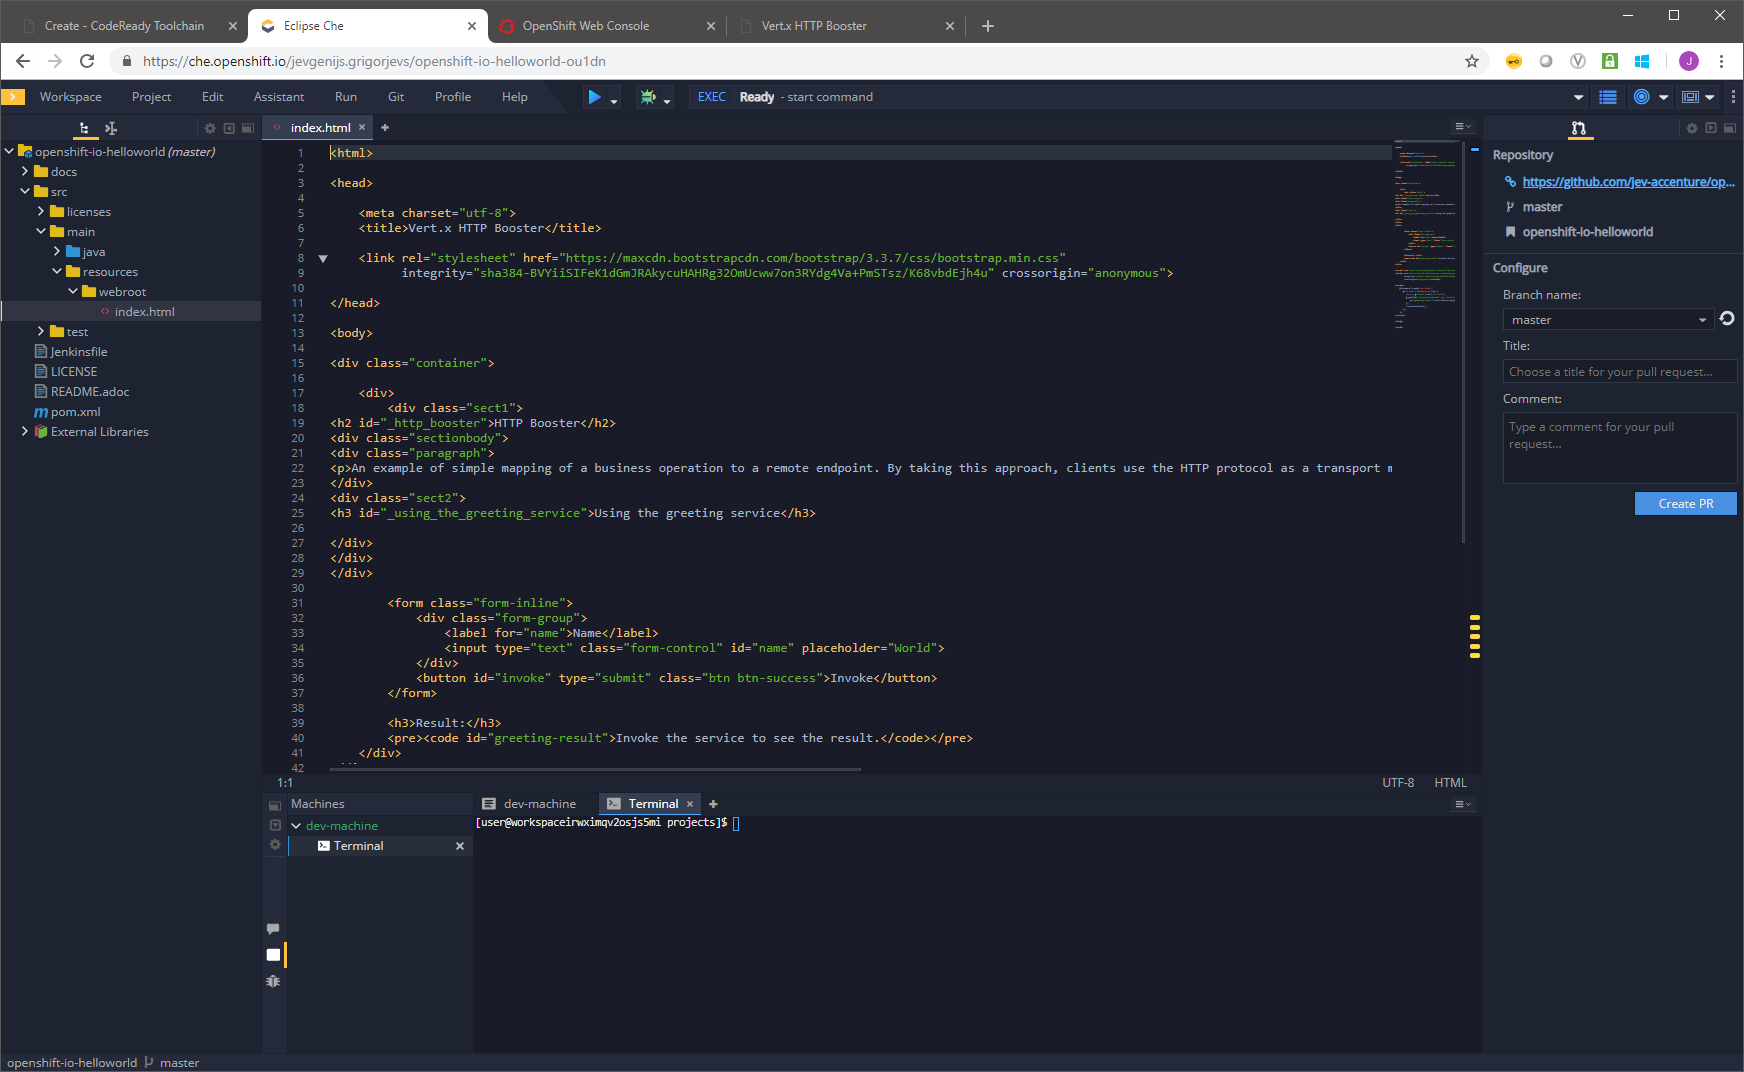 Create - CodeReady Toolchain
Eclipse Che
OpenShift Web Console
Vert.x HTTP Booster
https://che.openshift.io/jevgenijs.grigorjevs/openshift-io-helloworld-ou1dn
J
Workspace Project Edit Assistant Run Git Profile Help
EXEC Ready - start command
openshift-io-helloworld (master)
docs
src
licenses
main
java
resources
webroot
index.html
test
Jenkinsfile
LICENSE
README.adoc
pom.xml
External Libraries
index.html
1 <html>
2
3 <head>
4
5 <meta charset="utf-8">
6 <title>Vert.x HTTP Booster</title>
7
8 <link rel="stylesheet" href="https://maxcdn.bootstrapcdn.com/bootstrap/3.3.7/css/bootstrap.min.css"
9 integrity="sha384-BVYiiSIFeK1dGmJRAkycuHAHRg32OmUcww7on3RYdg4Va+PmSTsz/K68vbdEjh4u" crossorigin="anonymous">
10
11 </head>
12
13 <body>
14
15 <div class="container">
16
17 <div>
18 <div class="sect1">
19 <h2 id="_http_booster">HTTP Booster</h2>
20 <div class="sectionbody">
21 <div class="paragraph">
22 <p>An example of simple mapping of a business operation to a remote endpoint. By taking this approach, clients use the HTTP protocol as a transport m
23 </div>
24 <div class="sect2">
25 <h3 id="_using_the_greeting_service">Using the greeting service</h3>
26
27 </div>
28 </div>
29 </div>
30
31 <form class="form-inline">
32 <div class="form-group">
33 <label for="name">Name</label>
34 <input type="text" class="form-control" id="name" placeholder="World">
35 </div>
36 <button id="invoke" type="submit" class="btn btn-success">Invoke</button>
37 </form>
38
39 <h3>Result:</h3>
40 <pre><code id="greeting-result">Invoke the service to see the result.</code></pre>
41 </div>
42
1:1
UTF-8 HTML
Repository
https://github.com/jev-accenture/op...
master
openshift-io-helloworld
Configure
Branch name:
master
Title:
Choose a title for your pull request...
Comment:
Type a comment for your pull
request...
Create PR
Machines
dev-machine
Terminal
dev-machine
Terminal
[user@workspaceirwximqv2osjs5mi projects]$
openshift-io-helloworld master